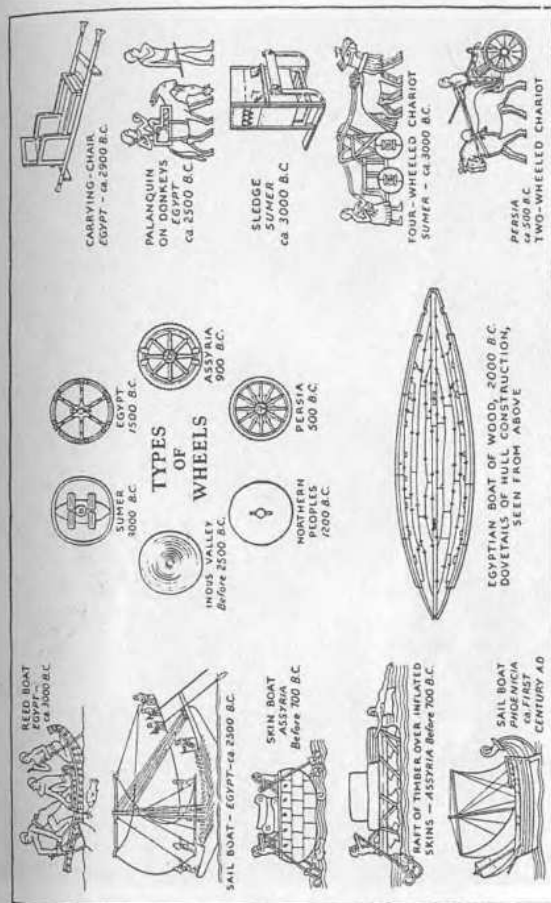 REED BOAT
EGYPT–
ca 3000 B.C.
SAIL BOAT – EGYPT – ca 2500 B.C.
SKIN BOAT
ASSYRIA
Before 700 B.C.
RAFT OF TIMBER OVER INFLATED
SKINS – ASSYRIA Before 700 B.C.
SAIL BOAT
PHOENICIA
ca. FIRST
CENTURY A.D
SUMER
3000 B.C.
EGYPT
1500 B.C.
INDUS VALLEY
Before 2500 B.C.
TYPES
OF
WHEELS
ASSYRIA
900 B.C.
NORTHERN
PEOPLES
1200 B.C.
PERSIA
500 B.C.
EGYPTIAN BOAT OF WOOD, 2000 B.C.
DOVETAILS OF HULL CONSTRUCTION,
SEEN FROM ABOVE
CARRYING-CHAIR
EGYPT – ca. 2900 B.C.
PALANQUIN
ON DONKEYS
EGYPT
ca 2500 B.C.
SLEDGE
SUMER
ca. 3000 B.C.
FOUR-WHEELED CHARIOT
SUMER – ca. 3000 B.C.
PERSIA
ca 500 B.C.
TWO-WHEELED CHARIOT